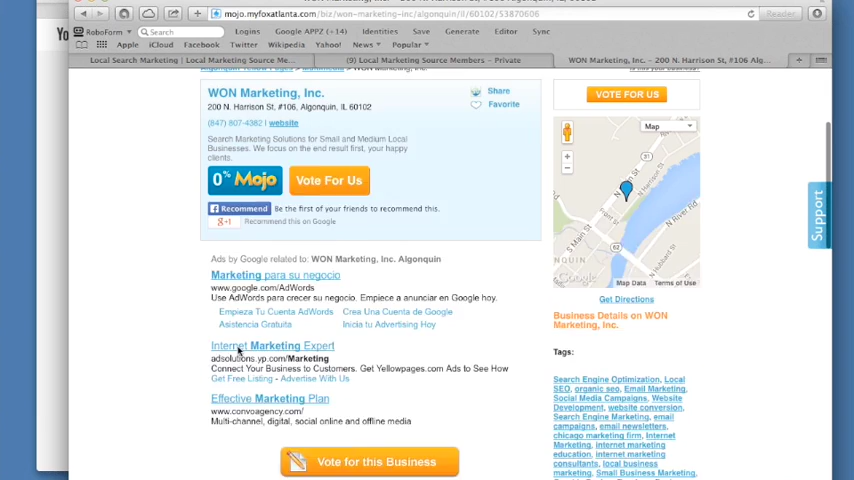 mojo.myfoxatlanta.com/biz/won-marketing-inc/algonquin/il/60102/53870606
Reader
RoboForm
Search
Logins
Google APPZ (+14)
Identities
Save
Generate
Editor
Sync
Apple
iCloud
Facebook
Twitter
Wikipedia
Yahoo!
News
Popular
Local Search Marketing | Local Marketing Source Me...
(9) Local Marketing Source Members – Private
WON Marketing, Inc. – 200 N. Harrison St, #106 Alg...
WON Marketing, Inc.
200 N. Harrison St, #106, Algonquin, IL 60102
(847) 807-4382 | website
Share
Favorite
Search Marketing Solutions for Small and Medium Local
Businesses. We focus on the end result first, your happy
clients.
0% Mojo
Vote For Us
Recommend Be the first of your friends to recommend this.
g+1 Recommend this on Google
Ads by Google related to: WON Marketing, Inc. Algonquin
Marketing para su negocio
www.google.com/AdWords
Use AdWords para crecer su negocio. Empiece a anunciar en Google hoy.
Empieza Tu Cuenta AdWords Crea Una Cuenta de Google
Asistencia Gratuita Inicia tu Advertising Hoy
Internet Marketing Expert
adsolutions.yp.com/Marketing
Connect Your Business to Customers. Get Yellowpages.com Ads to See How
Get Free Listing - Advertise With Us
Effective Marketing Plan
www.convoagency.com/
Multi-channel, digital, social online and offline media
Vote for this Business
VOTE FOR US
Map
31
N Harrison St
N River Rd
S Main St
62
Hubbard St
Google
Map Data
Terms of Use
Get Directions
Business Details on WON
Marketing, Inc.:
Tags:
Search Engine Optimization, Local
SEO, organic seo, Email Marketing,
Social Media Campaigns, Website
Development, website conversion,
Search Engine Marketing, email
campaigns, email newsletters,
chicago marketing firm, Internet
Marketing, internet marketing
education, internet marketing
consultants, local business
marketing, Small Business Marketing,
Support